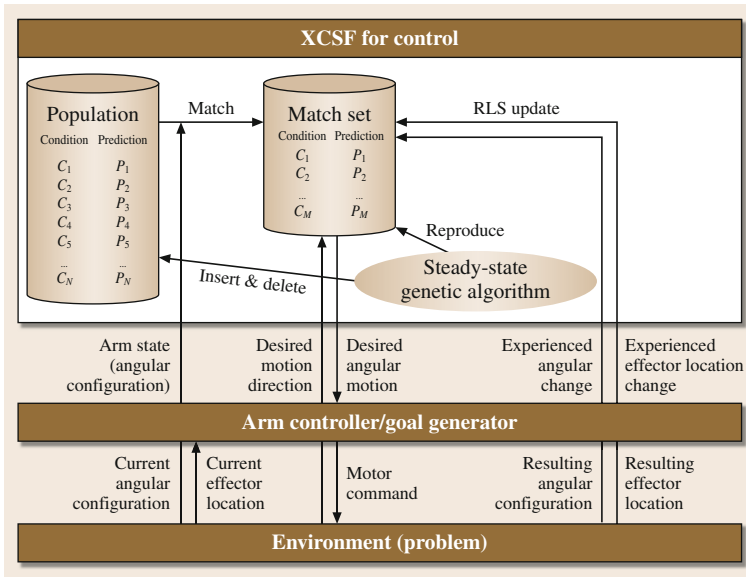 XCSF for control
Population
Condition Prediction
C1 P1
C2 P2
C3 P3
C4 P4
C5 P5
... ...
CN PN
Match
Match set
Condition Prediction
C1 P1
C2 P2
... ...
CM PM
RLS update
Reproduce
Insert & delete
Steady-state
genetic algorithm
Arm state
(angular
configuration)
Desired
motion
direction
Desired
angular
motion
Experienced
angular
change
Experienced
effector location
change
Arm controller/goal generator
Current
angular
configuration
Current
effector
location
Motor
command
Resulting
angular
configuration
Resulting
effector
location
Environment (problem)